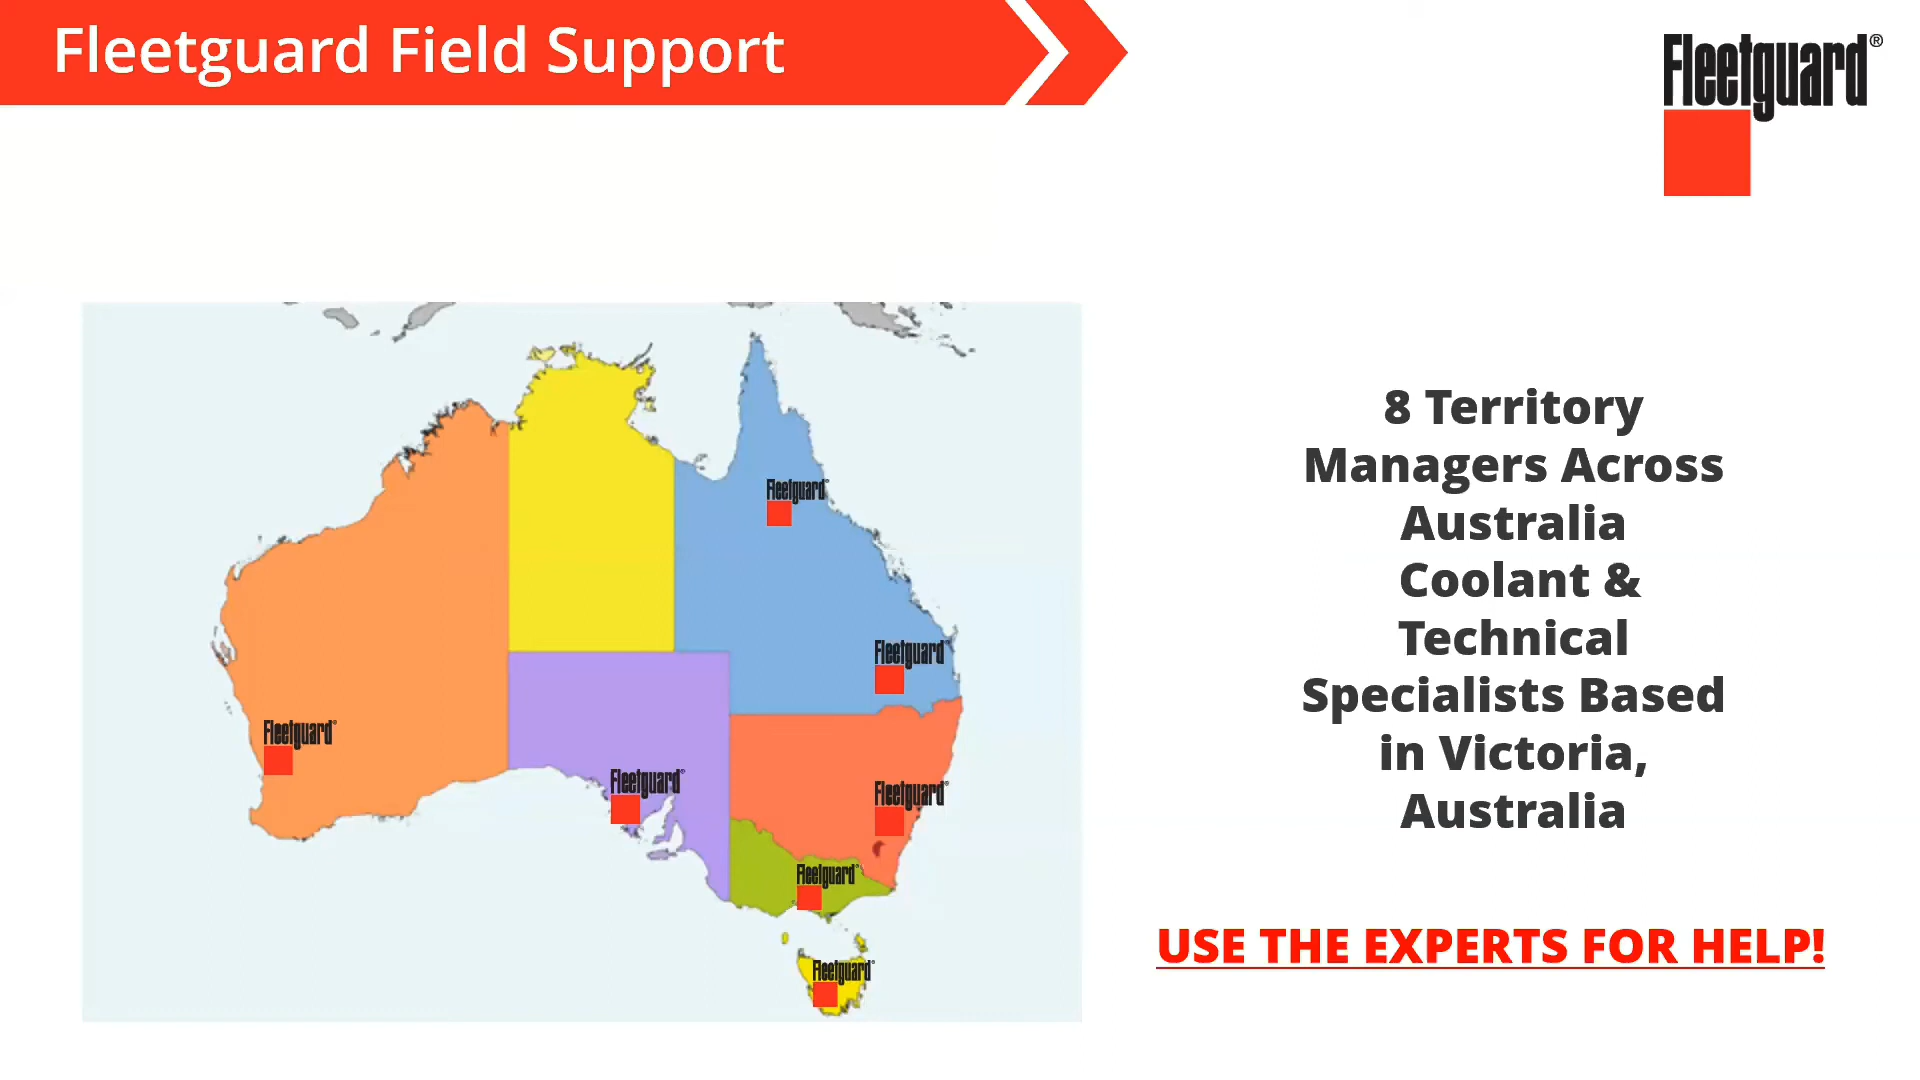 Fleetguard Field Support
Fleetguard®
8 Territory
Managers Across
Australia
Coolant &
Technical
Specialists Based
in Victoria,
Australia
USE THE EXPERTS FOR HELP!
Fleetguard®
Fleetguard®
Fleetguard®
Fleetguard®
Fleetguard®
Fleetguard®
Fleetguard®